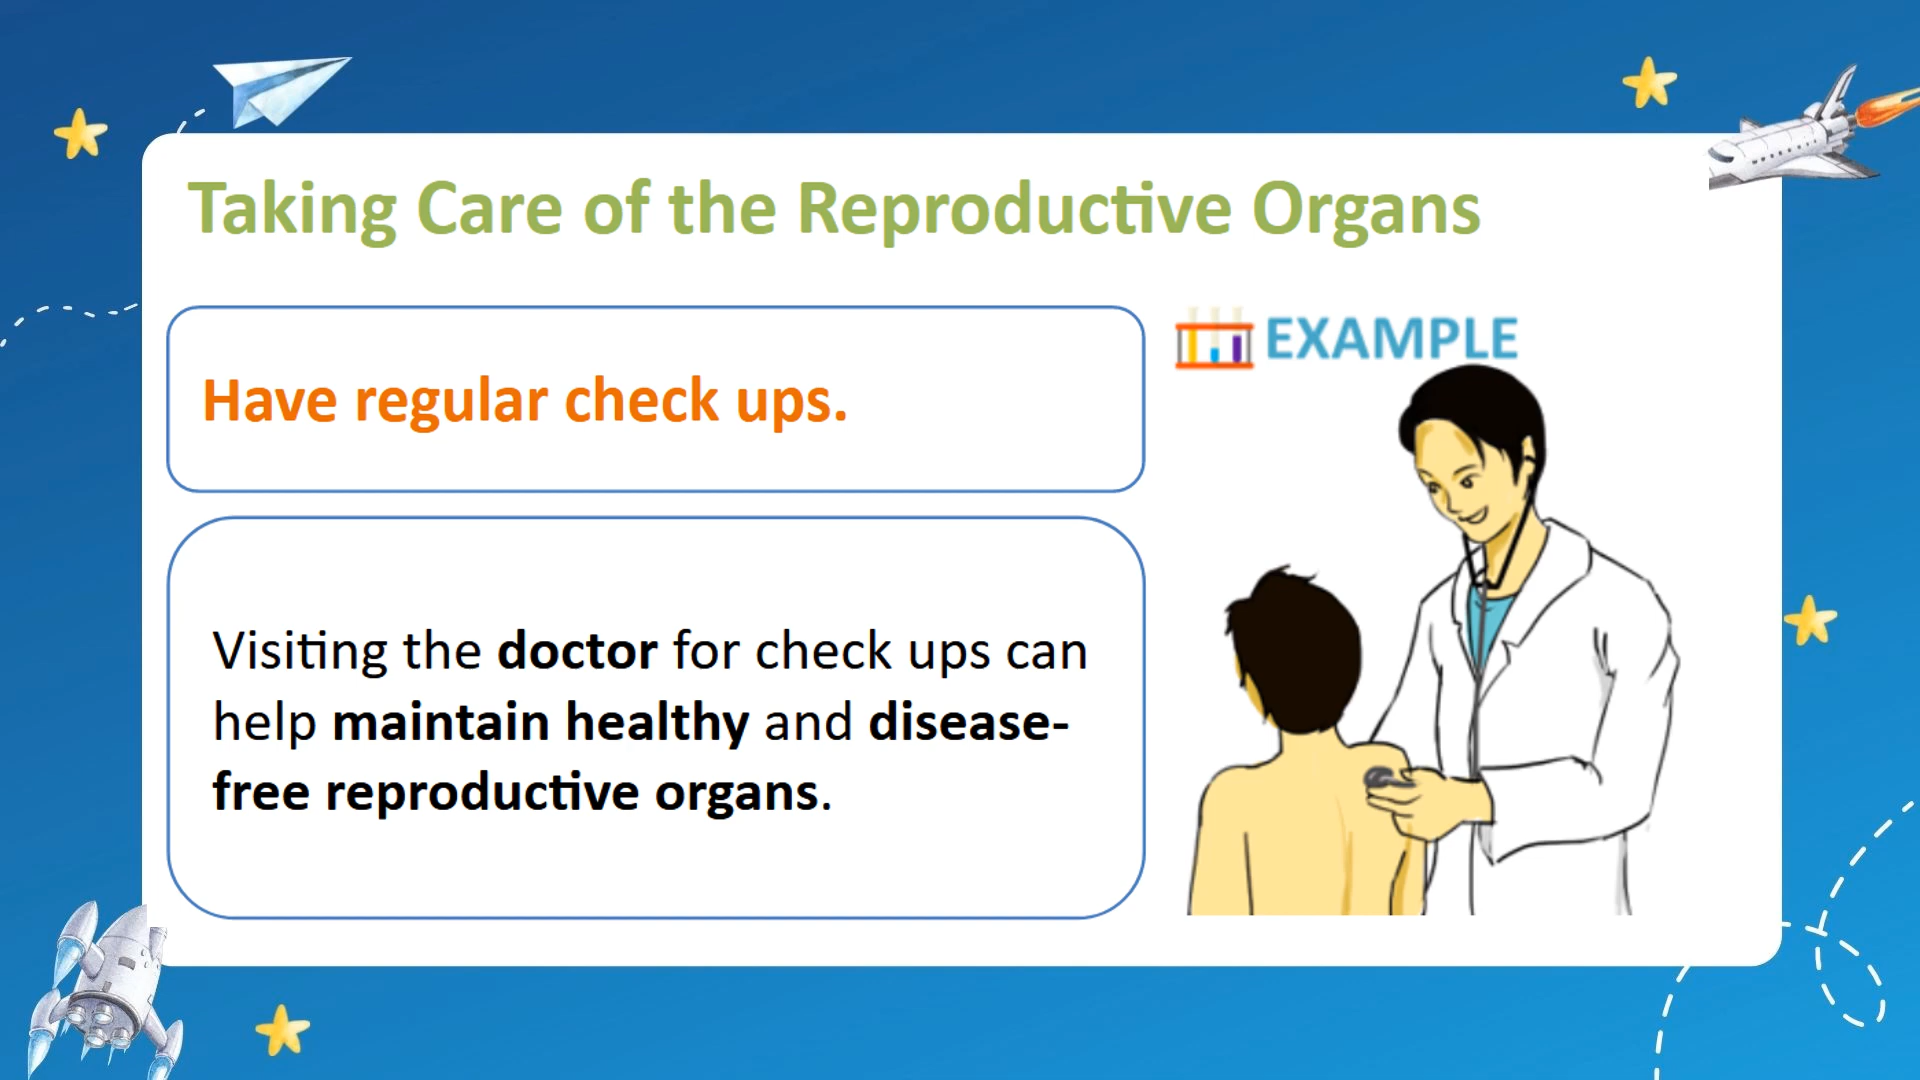 Taking Care of the Reproductive Organs
Have regular check ups.
EXAMPLE
Visiting the doctor for check ups can
help maintain healthy and disease-
free reproductive organs.